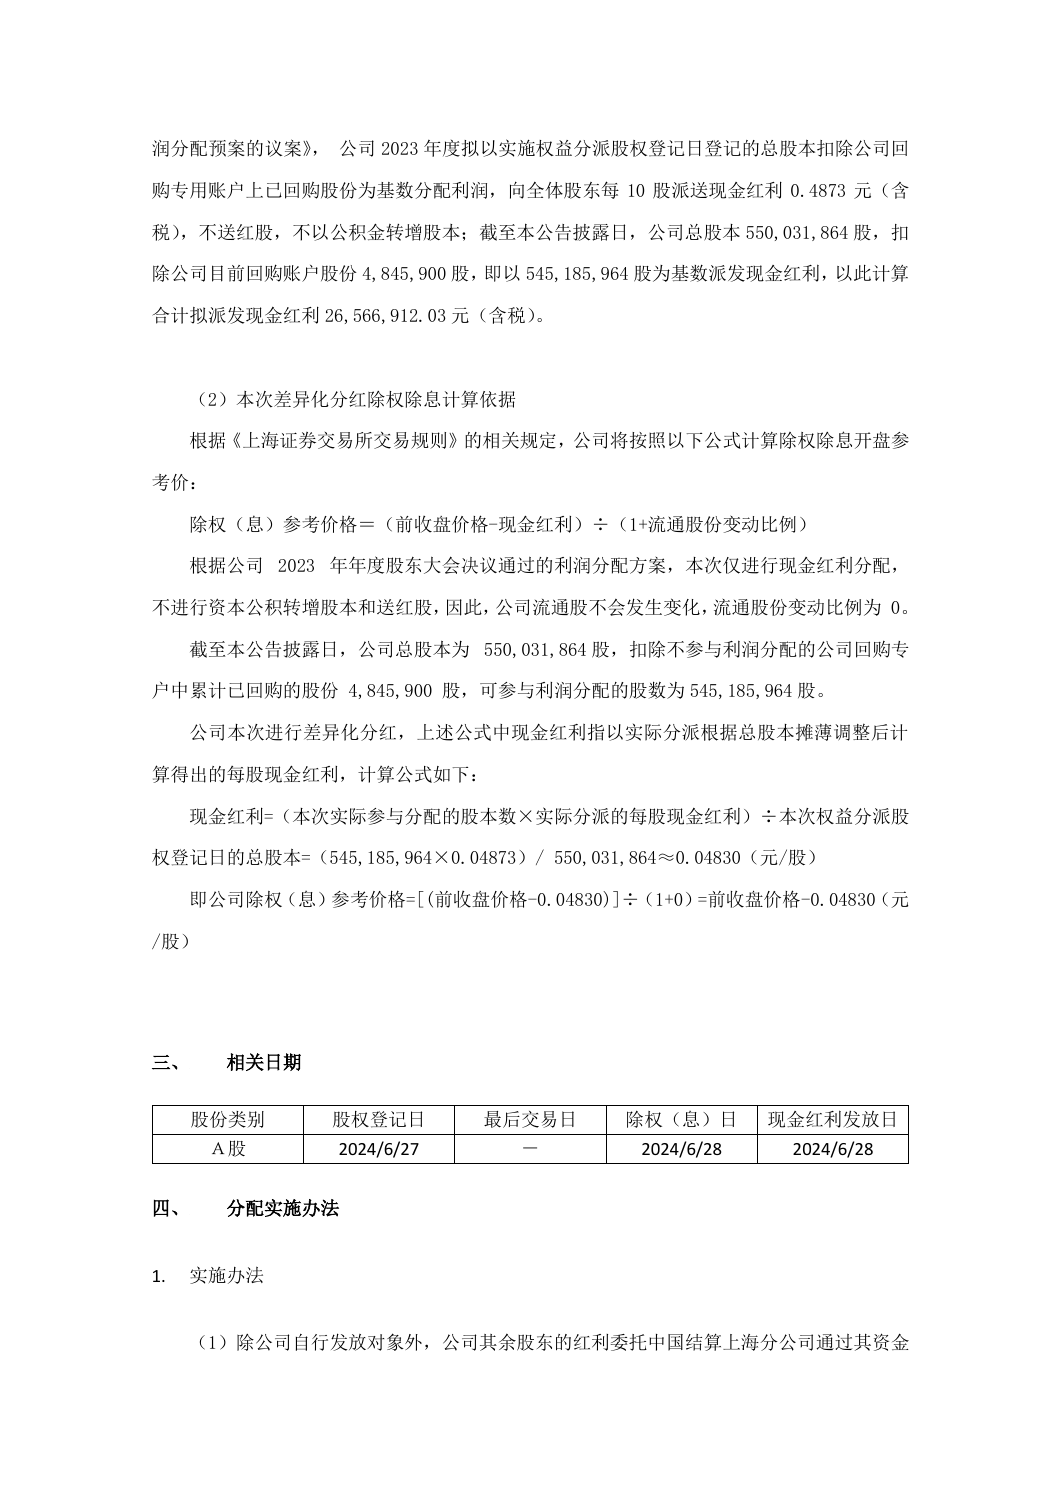 润分配预案的议案》， 公司 2023 年度拟以实施权益分派股权登记日登记的总股本扣除公司回
购专用账户上已回购股份为基数分配利润，向全体股东每 10 股派送现金红利 0.4873 元（含
税），不送红股，不以公积金转增股本；截至本公告披露日，公司总股本 550,031,864 股，扣
除公司目前回购账户股份 4,845,900 股，即以 545,185,964 股为基数派发现金红利，以此计算
合计拟派发现金红利 26,566,912.03 元（含税）。
（2）本次差异化分红除权除息计算依据
根据《上海证券交易所交易规则》的相关规定，公司将按照以下公式计算除权除息开盘参
考价：
除权（息）参考价格＝（前收盘价格-现金红利）÷（1+流通股份变动比例）
根据公司 2023 年年度股东大会决议通过的利润分配方案，本次仅进行现金红利分配，
不进行资本公积转增股本和送红股，因此，公司流通股不会发生变化，流通股份变动比例为 0。
截至本公告披露日，公司总股本为 550,031,864 股，扣除不参与利润分配的公司回购专
户中累计已回购的股份 4,845,900 股，可参与利润分配的股数为 545,185,964 股。
公司本次进行差异化分红，上述公式中现金红利指以实际分派根据总股本摊薄调整后计
算得出的每股现金红利，计算公式如下：
现金红利=（本次实际参与分配的股本数×实际分派的每股现金红利）÷本次权益分派股
权登记日的总股本=（545,185,964×0.04873）/ 550,031,864≈0.04830（元/股）
即公司除权（息）参考价格=[(前收盘价格-0.04830)]÷（1+0）=前收盘价格-0.04830（元
/股）
三、 相关日期
股份类别 股权登记日 最后交易日 除权（息）日 现金红利发放日
Ａ股 2024/6/27 － 2024/6/28 2024/6/28
四、 分配实施办法
1. 实施办法
（1）除公司自行发放对象外，公司其余股东的红利委托中国结算上海分公司通过其资金